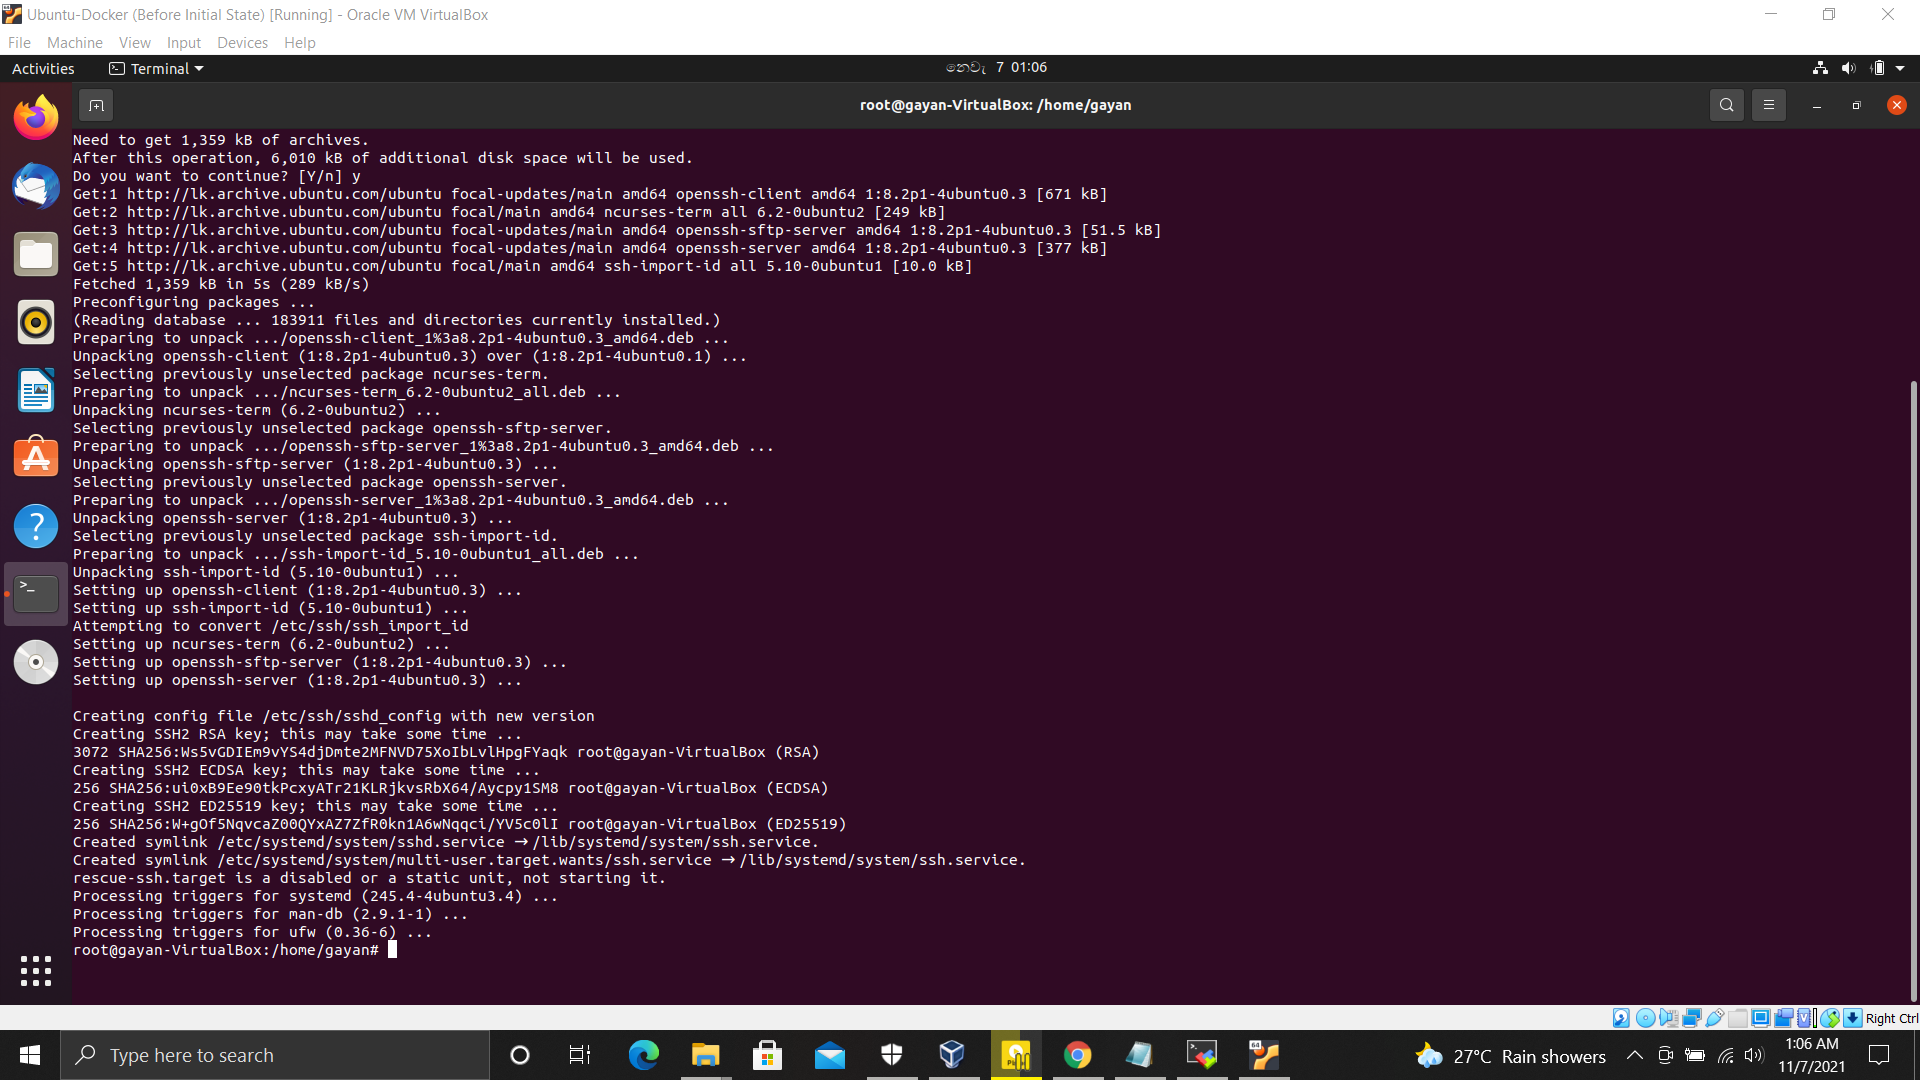 Ubuntu-Docker (Before Initial State) [Running] - Oracle VM VirtualBox
File Machine View Input Devices Help
Activities Terminal නොවැ 7 01:06
root@gayan-VirtualBox: /home/gayan
Need to get 1,359 kB of archives.
After this operation, 6,010 kB of additional disk space will be used.
Do you want to continue? [Y/n] y
Get:1 http://lk.archive.ubuntu.com/ubuntu focal-updates/main amd64 openssh-client amd64 1:8.2p1-4ubuntu0.3 [671 kB]
Get:2 http://lk.archive.ubuntu.com/ubuntu focal/main amd64 ncurses-term all 6.2-0ubuntu2 [249 kB]
Get:3 http://lk.archive.ubuntu.com/ubuntu focal-updates/main amd64 openssh-sftp-server amd64 1:8.2p1-4ubuntu0.3 [51.5 kB]
Get:4 http://lk.archive.ubuntu.com/ubuntu focal-updates/main amd64 openssh-server amd64 1:8.2p1-4ubuntu0.3 [377 kB]
Get:5 http://lk.archive.ubuntu.com/ubuntu focal/main amd64 ssh-import-id all 5.10-0ubuntu1 [10.0 kB]
Fetched 1,359 kB in 5s (289 kB/s)
Preconfiguring packages ...
(Reading database ... 183911 files and directories currently installed.)
Preparing to unpack .../openssh-client_1%3a8.2p1-4ubuntu0.3_amd64.deb ...
Unpacking openssh-client (1:8.2p1-4ubuntu0.3) over (1:8.2p1-4ubuntu0.1) ...
Selecting previously unselected package ncurses-term.
Preparing to unpack .../ncurses-term_6.2-0ubuntu2_all.deb ...
Unpacking ncurses-term (6.2-0ubuntu2) ...
Selecting previously unselected package openssh-sftp-server.
Preparing to unpack .../openssh-sftp-server_1%3a8.2p1-4ubuntu0.3_amd64.deb ...
Unpacking openssh-sftp-server (1:8.2p1-4ubuntu0.3) ...
Selecting previously unselected package openssh-server.
Preparing to unpack .../openssh-server_1%3a8.2p1-4ubuntu0.3_amd64.deb ...
Unpacking openssh-server (1:8.2p1-4ubuntu0.3) ...
Selecting previously unselected package ssh-import-id.
Preparing to unpack .../ssh-import-id_5.10-0ubuntu1_all.deb ...
Unpacking ssh-import-id (5.10-0ubuntu1) ...
Setting up openssh-client (1:8.2p1-4ubuntu0.3) ...
Setting up ssh-import-id (5.10-0ubuntu1) ...
Attempting to convert /etc/ssh/ssh_import_id
Setting up ncurses-term (6.2-0ubuntu2) ...
Setting up openssh-sftp-server (1:8.2p1-4ubuntu0.3) ...
Setting up openssh-server (1:8.2p1-4ubuntu0.3) ...
Creating config file /etc/ssh/sshd_config with new version
Creating SSH2 RSA key; this may take some time ...
3072 SHA256:Ws5vGDIEm9vYS4djDmte2MFNVD75XoIbLvlHpgFYaqk root@gayan-VirtualBox (RSA)
Creating SSH2 ECDSA key; this may take some time ...
256 SHA256:ui0xB9Ee90tkPcxyATr21KLRjkvsRbX64/Aycpy1SM8 root@gayan-VirtualBox (ECDSA)
Creating SSH2 ED25519 key; this may take some time ...
256 SHA256:W+gOf5NqvcaZ00QYxAZ7ZfR0kn1A6wNqqci/YV5c0lI root@gayan-VirtualBox (ED25519)
Created symlink /etc/systemd/system/sshd.service → /lib/systemd/system/ssh.service.
Created symlink /etc/systemd/system/multi-user.target.wants/ssh.service → /lib/systemd/system/ssh.service.
rescue-ssh.target is a disabled or a static unit, not starting it.
Processing triggers for systemd (245.4-4ubuntu3.4) ...
Processing triggers for man-db (2.9.1-1) ...
Processing triggers for ufw (0.36-6) ...
root@gayan-VirtualBox:/home/gayan#
Right Ctrl
Type here to search
27°C Rain showers
1:06 AM
11/7/2021